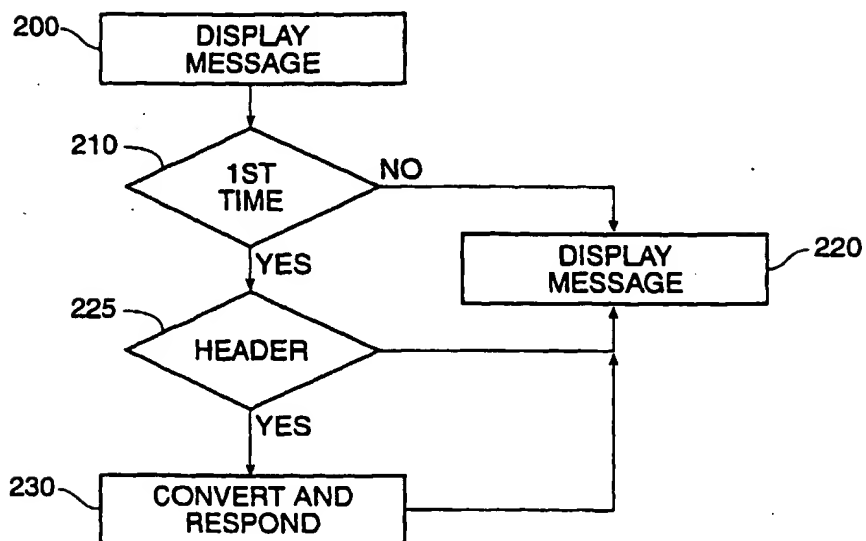 200
DISPLAY
MESSAGE
210
1ST
TIME
NO
YES
DISPLAY
MESSAGE
220
225
HEADER
YES
230
CONVERT AND
RESPOND